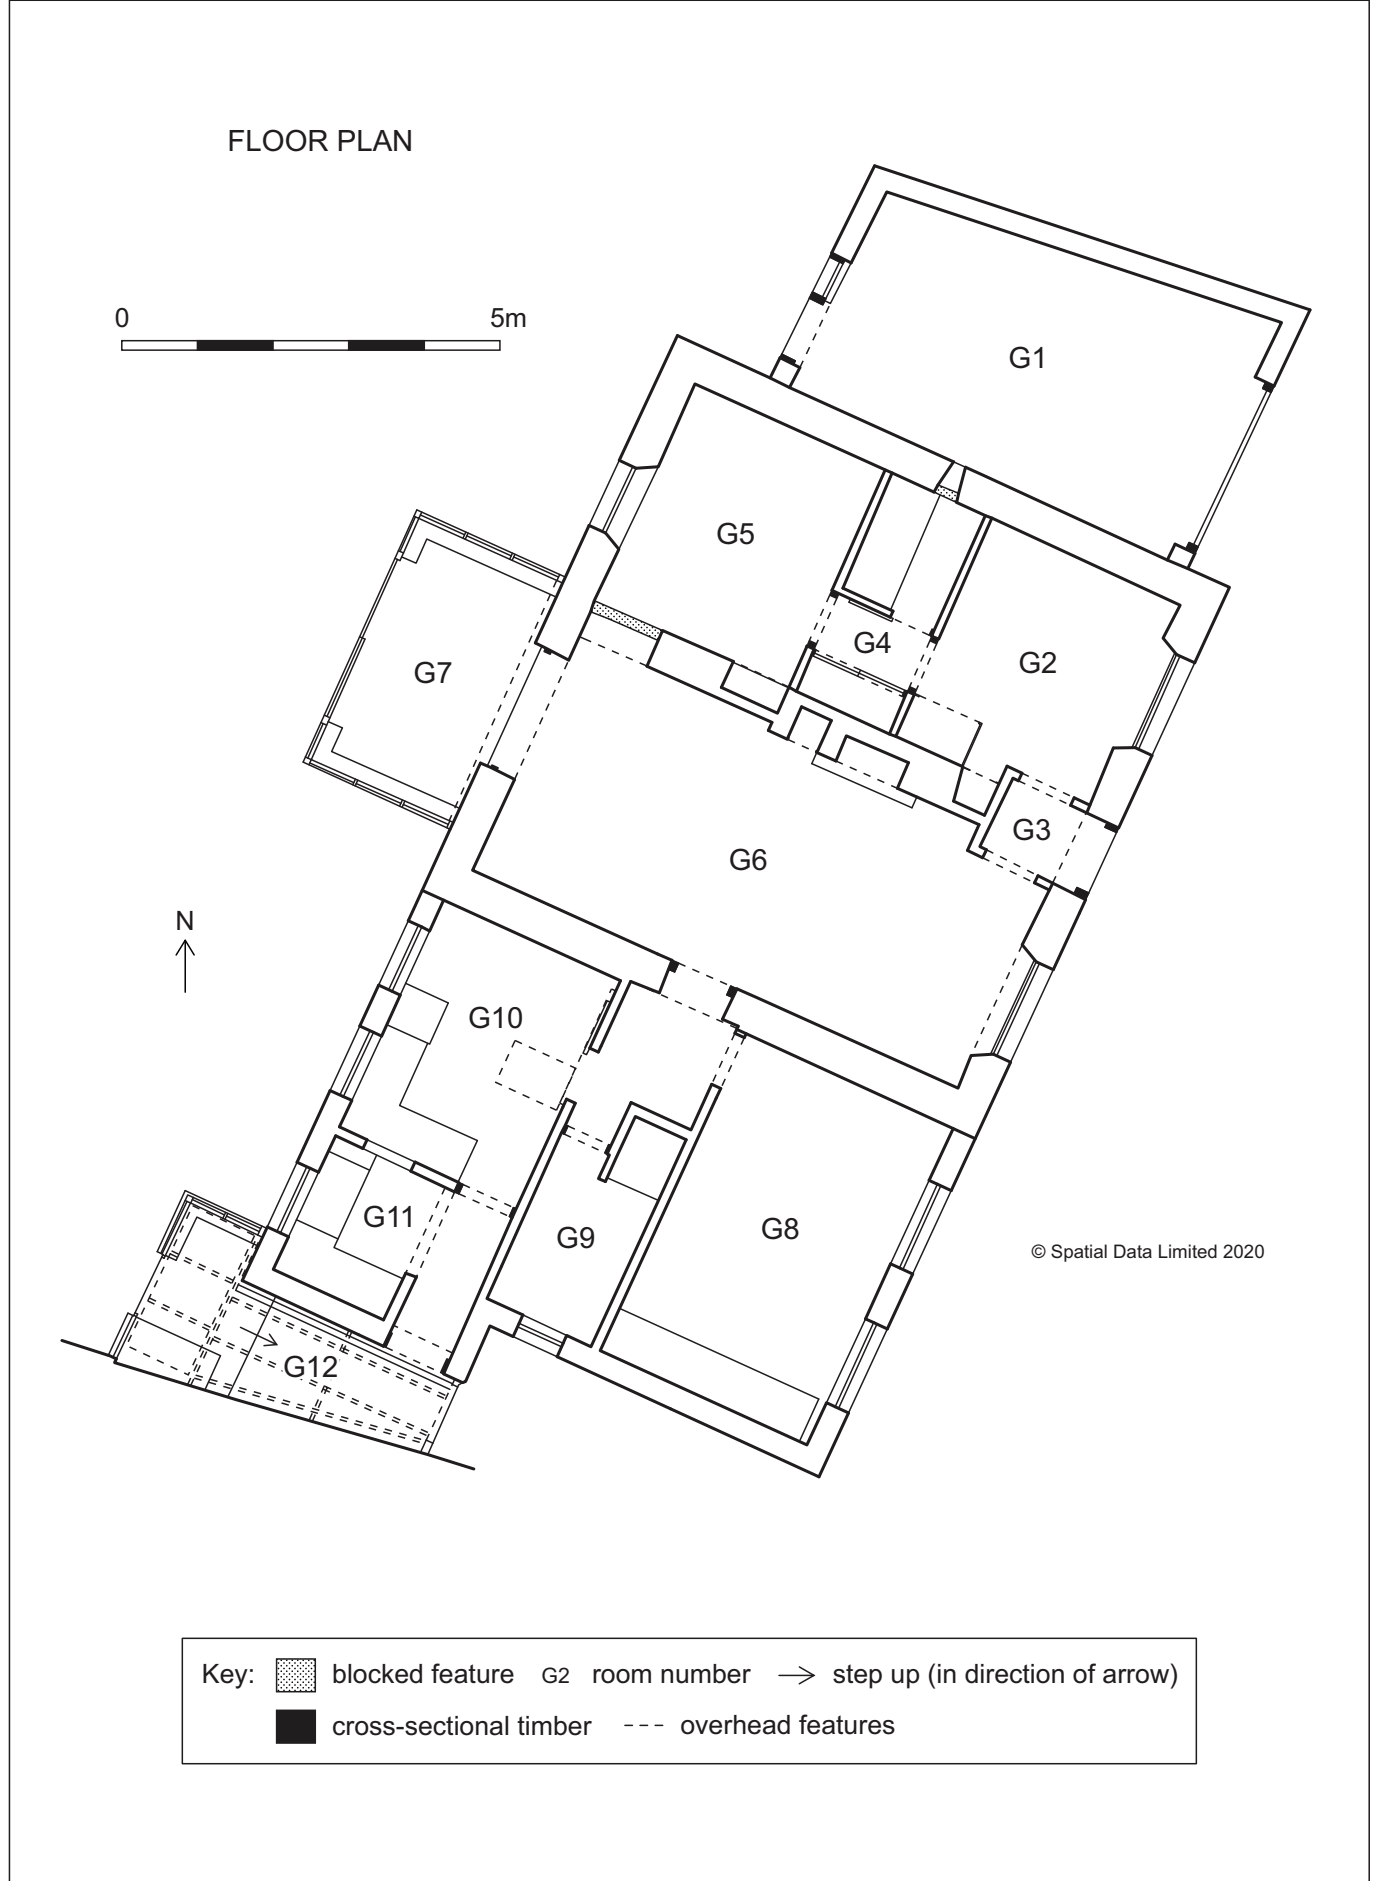 FLOOR PLAN
0 5m
G1
G5
G4
G2
G7
G3
G6
N
G10
G11
G9
G8
© Spatial Data Limited 2020
G12
Key: blocked feature G2 room number step up (in direction of arrow)
cross-sectional timber overhead features